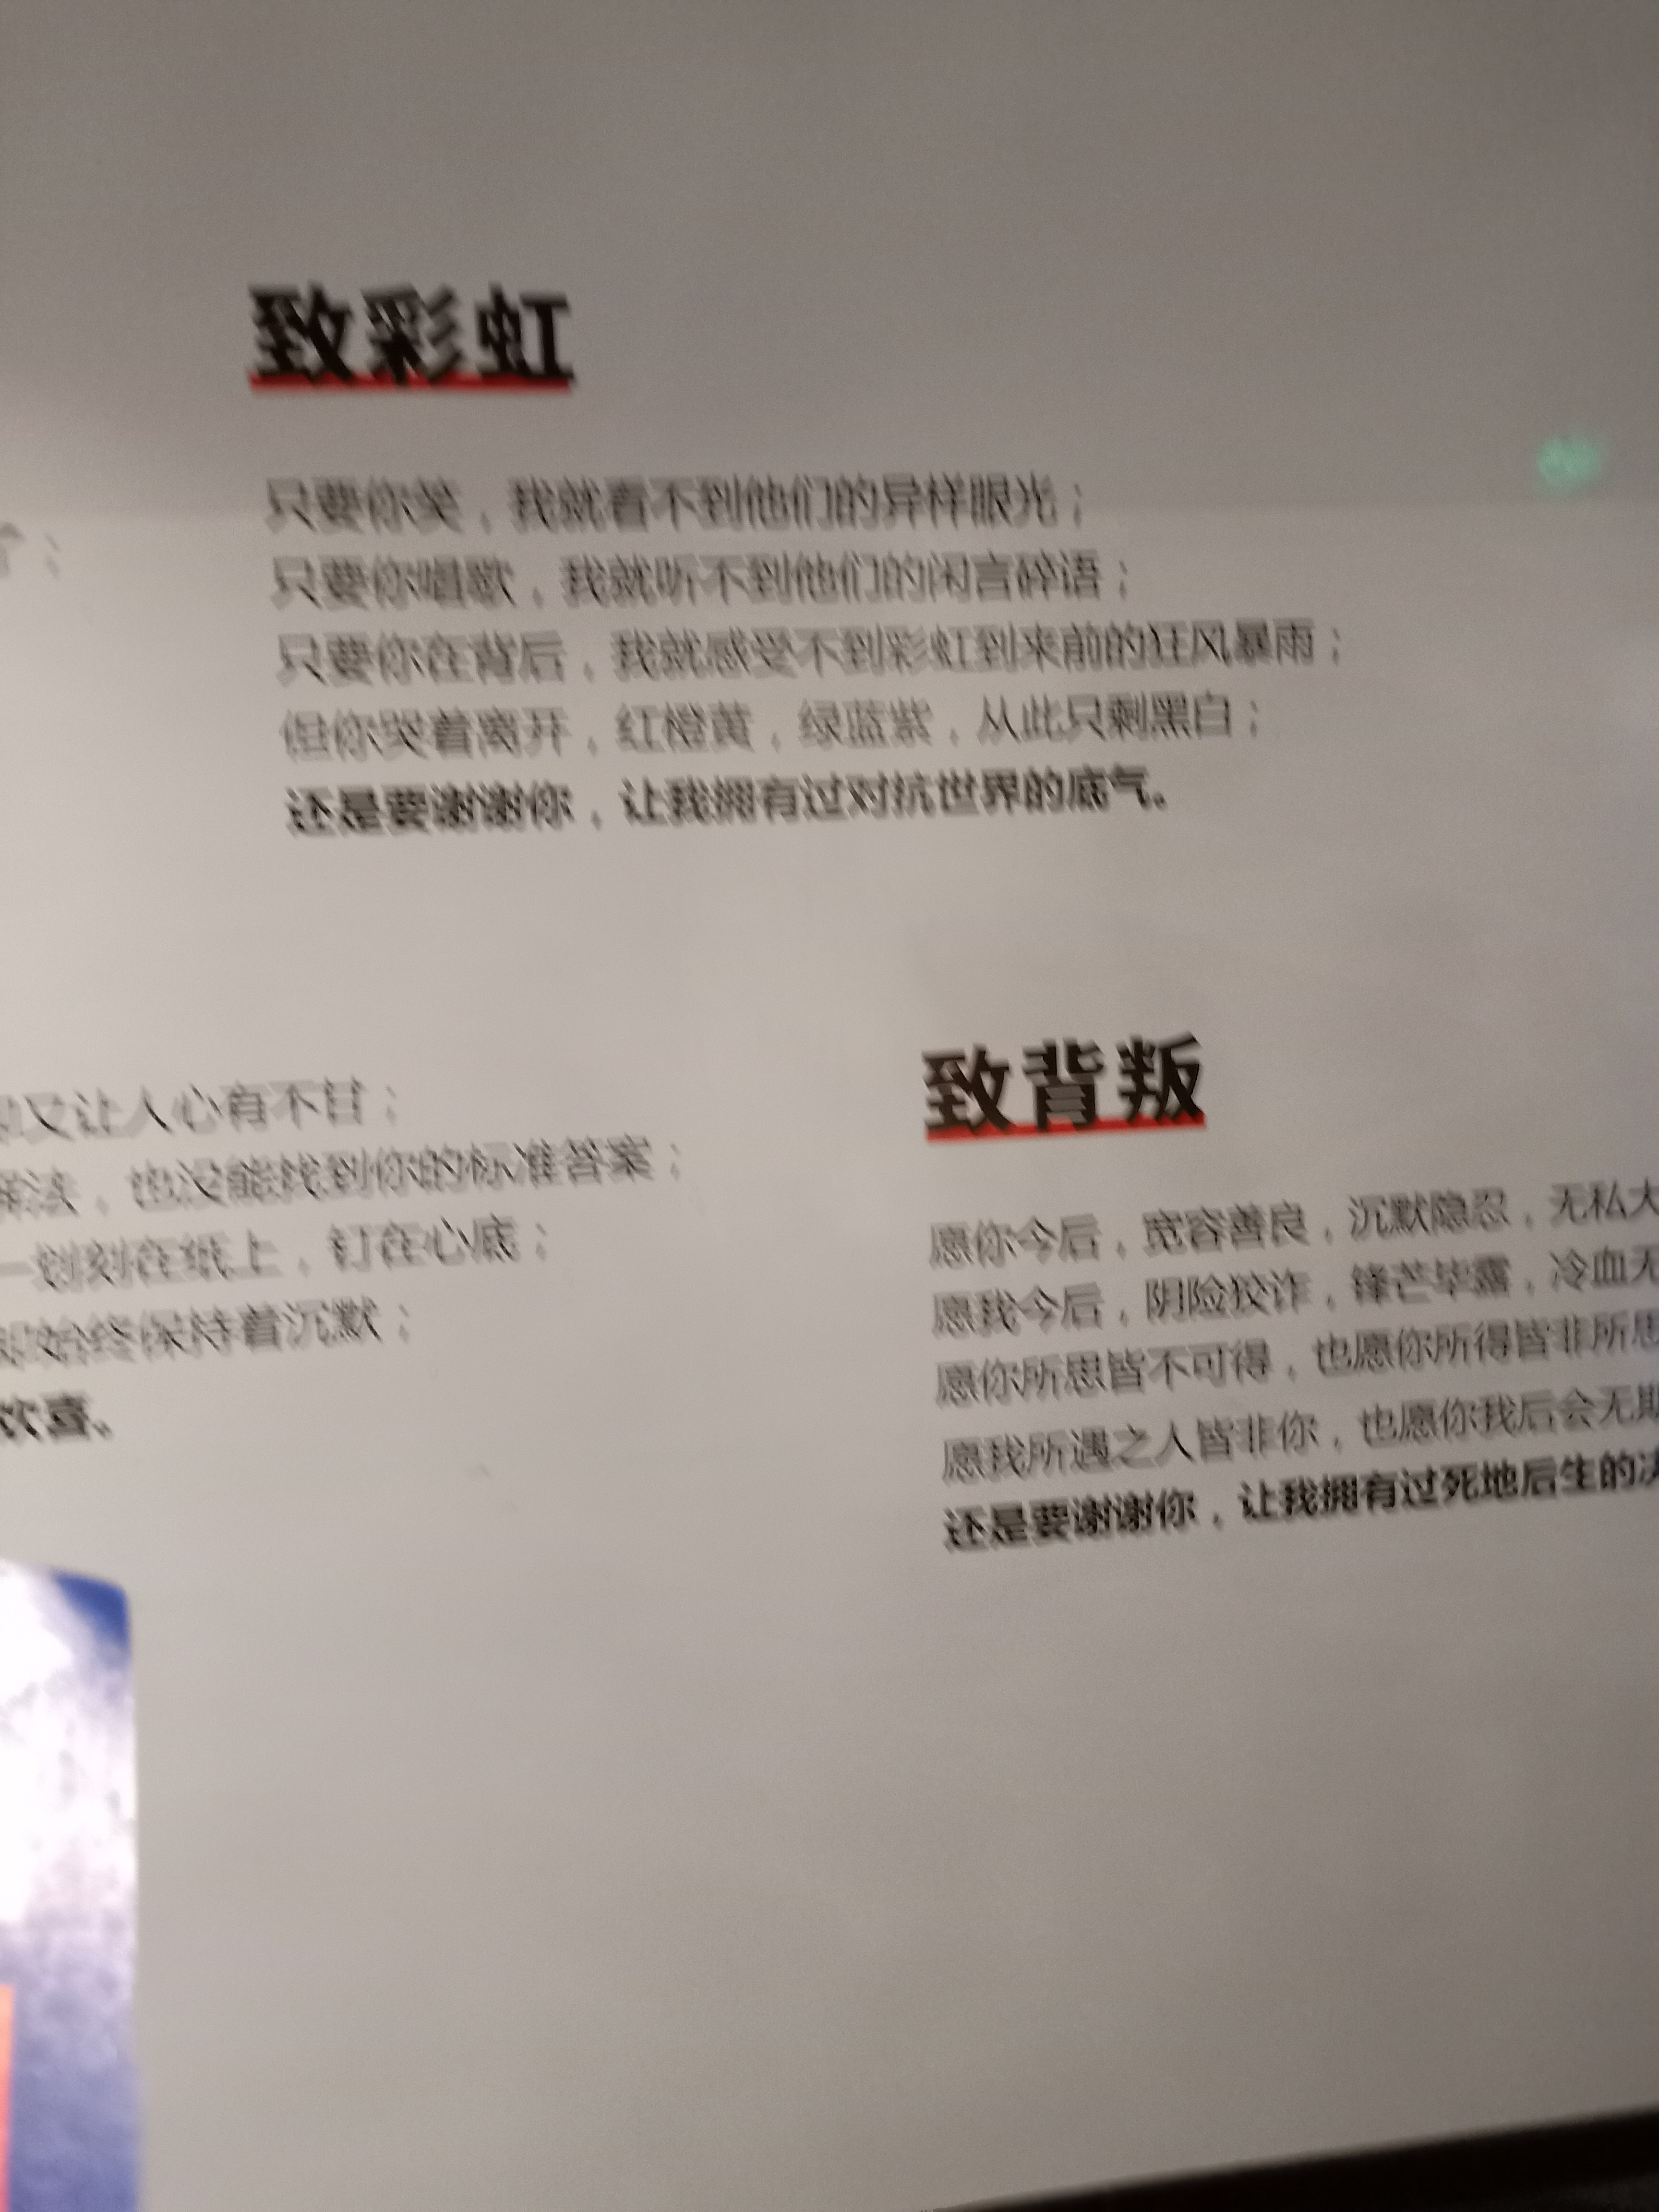 致彩虹
只要你笑，我就看不到他们的异样眼光；
只要你唱歌，我就听不到他们的闲言碎语；
只要你在背后，我就感受不到彩虹到来前的狂风暴雨；
但你哭着离开，红橙黄，绿蓝紫，从此只剩黑白；
还是要谢谢你，让我拥有过对抗世界的底气。
又让人心有不甘；
解法，也没能找到你的标准答案；
一划刻在纸上，钉在心底；
却始终保持着沉默；
欢喜。
致背叛
愿你今后，宽容善良，沉默隐忍，无私大
愿我今后，阴险狡诈，锋芒毕露，冷血无
愿你所思皆不可得，也愿你所得皆非所思
愿我所遇之人皆非你，也愿你我后会无期
还是要谢谢你，让我拥有过死地后生的决